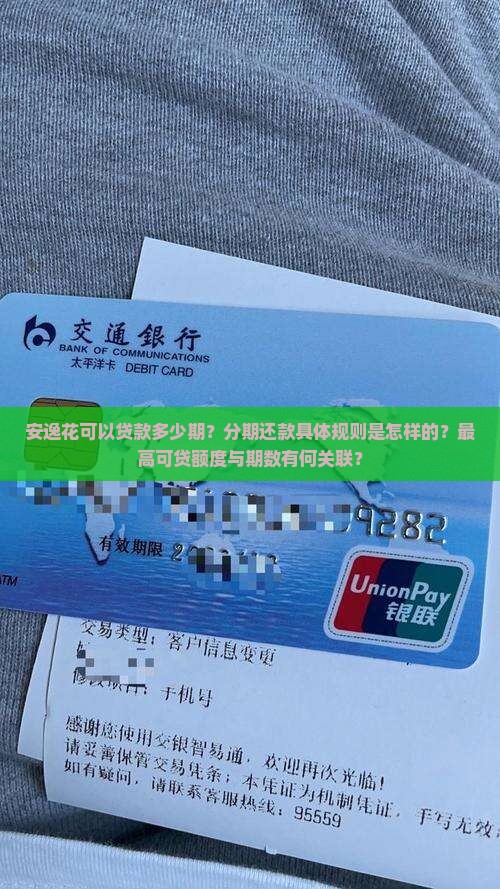 交通銀行
BANK OF COMMUNICATIONS
太平洋卡 DEBIT CARD
安逸花可以贷款多少期？分期还款具体规则是怎样的？最
高可贷额度与期数有何关联？
9282
有效期限
ATM
UnionPay
银联
交易类型：客户信息变更
手机号
感谢您使用交银智易通，欢迎再次光临！
请妥善保管交易凭条；本凭证为机制凭证，手写无效
如有疑问，请联系客服热线：95559